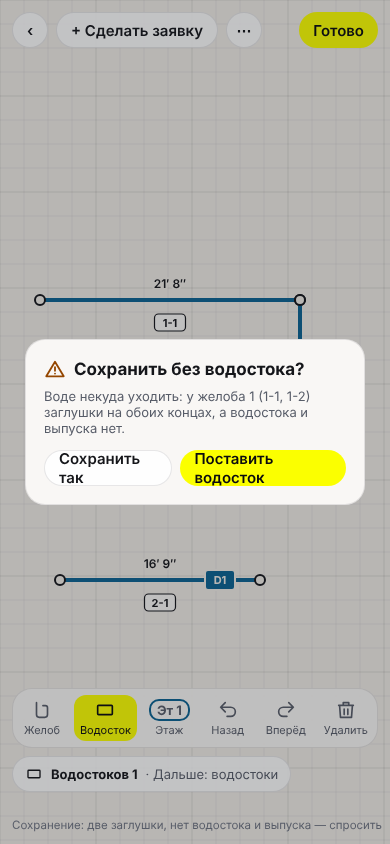 ‹
+ Сделать заявку
···
Готово
21′ 8″
1-1
Сохранить без водостока?
Воде некуда уходить: у желоба 1 (1-1, 1-2)
заглушки на обоих концах, а водостока и
выпуска нет.
Сохранить
так
Поставить
водосток
16′ 9″
D1
2-1
Эт 1
Желоб
Водосток
Этаж
Назад
Вперёд
Удалить
Водостоков 1 · Дальше: водостоки
Сохранение: две заглушки, нет водостока и выпуска — спросить